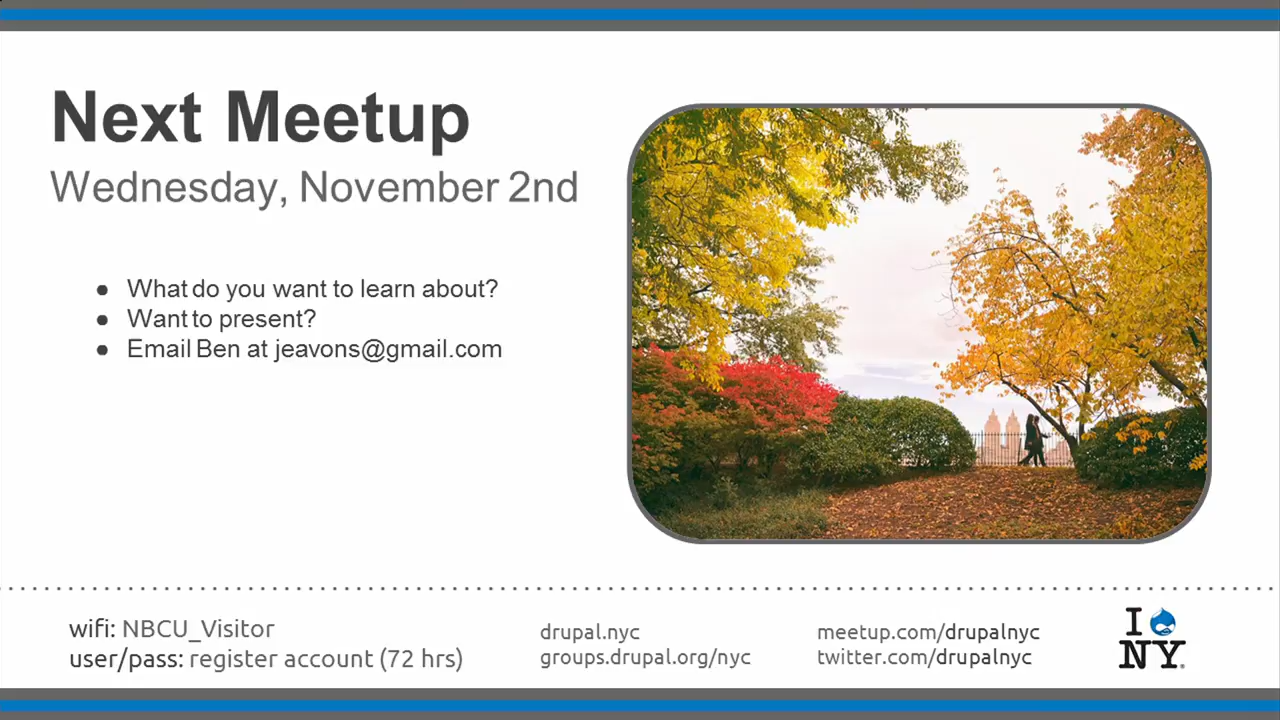 Next Meetup
Wednesday, November 2nd
● What do you want to learn about?
● Want to present?
● Email Ben at jeavons@gmail.com
wifi: NBCU_Visitor
user/pass: register account (72 hrs)
drupal.nyc
groups.drupal.org/nyc
meetup.com/drupalnyc
twitter.com/drupalnyc
I
NY®